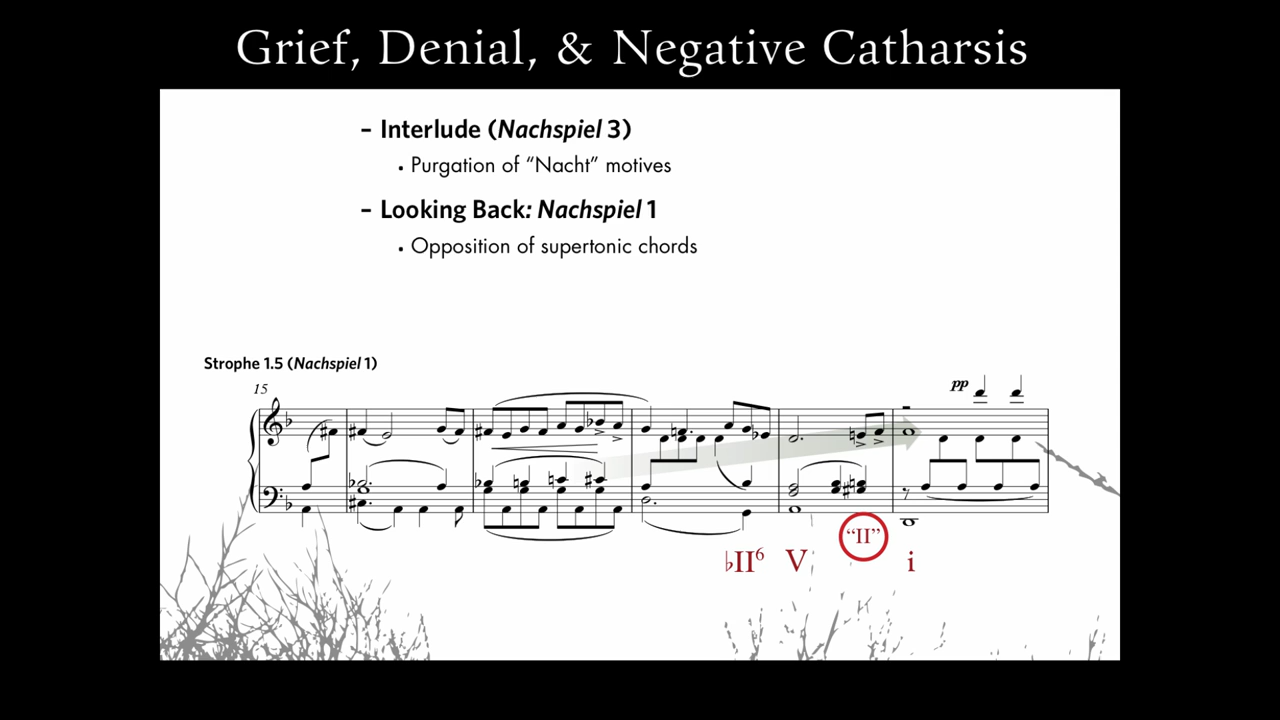 Grief, Denial, & Negative Catharsis
– Interlude (Nachspiel 3)
• Purgation of “Nacht” motives
– Looking Back: Nachspiel 1
• Opposition of supertonic chords
Strophe 1.5 (Nachspiel 1)
15
pp
♭II6 V “II” i